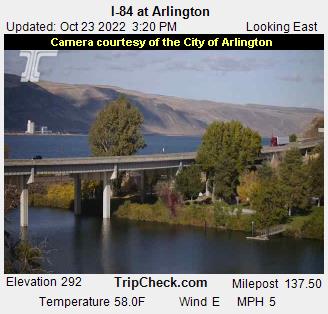 I-84 at Arlington
Updated: Oct 23 2022 3:20 PM Looking East
Camera courtesy of the City of Arlington
Elevation 292 TripCheck.com Milepost 137.50
Temperature 58.0F Wind E MPH 5